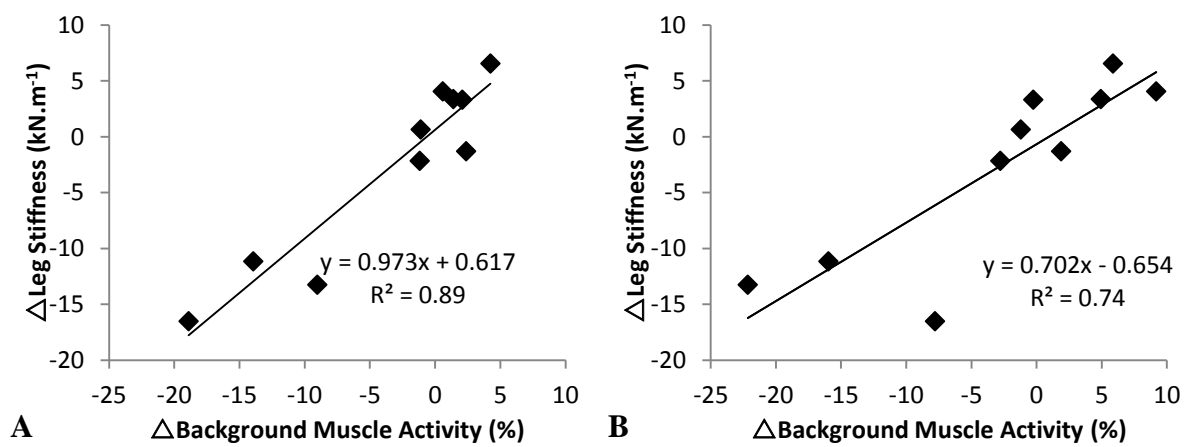 10
5
0
-5
-10
-15
-20
△Leg Stiffness (kN.m⁻¹)
y = 0.973x + 0.617
R² = 0.89
-25 -20 -15 -10 -5 0 5 10
A △Background Muscle Activity (%)
10
5
0
-5
-10
-15
-20
△Leg Stiffness (kN.m⁻¹)
y = 0.702x - 0.654
R² = 0.74
-25 -20 -15 -10 -5 0 5 10
B △Background Muscle Activity (%)